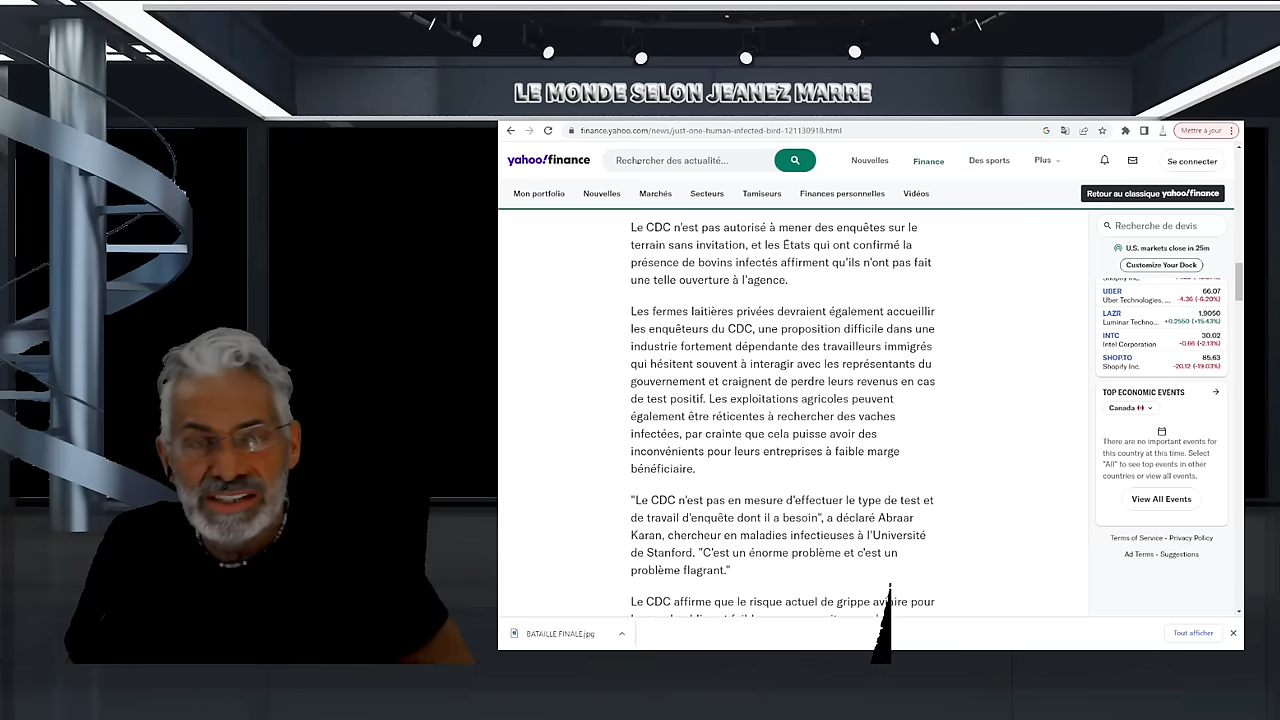 LE MONDE SELON JEANEZ MARRE
finance.yahoo.com/news/just-one-human-infected-bird-121130918.html
Mettre à jour
yahoo!finance
Rechercher des actualité...
Nouvelles
Finance
Des sports
Plus
Se connecter
Mon portfolio
Nouvelles
Marchés
Secteurs
Tamiseurs
Finances personnelles
Vidéos
Retour au classique yahoo!finance
Le CDC n'est pas autorisé à mener des enquêtes sur le
terrain sans invitation, et les États qui ont confirmé la
présence de bovins infectés affirment qu'ils n'ont pas fait
une telle ouverture à l'agence.
Les fermes laitières privées devraient également accueillir
les enquêteurs du CDC, une proposition difficile dans une
industrie fortement dépendante des travailleurs immigrés
qui hésitent souvent à interagir avec les représentants du
gouvernement et craignent de perdre leurs revenus en cas
de test positif. Les exploitations agricoles peuvent
également être réticentes à rechercher des vaches
infectées, par crainte que cela puisse avoir des
inconvénients pour leurs entreprises à faible marge
bénéficiaire.
"Le CDC n'est pas en mesure d'effectuer le type de test et
de travail d'enquête dont il a besoin", a déclaré Abraar
Karan, chercheur en maladies infectieuses à l'Université
de Stanford. "C'est un énorme problème et c'est un
problème flagrant."
Le CDC affirme que le risque actuel de grippe aviaire pour
Recherche de devis
U.S. markets close in 25m
Customize Your Dock
UBER 66.07
Uber Technologies, ... -4.36 (-6.20%)
LAZR 1.9050
Luminar Techno... +0.2550 (+15.43%)
INTC 30.02
Intel Corporation -0.66 (-2.13%)
SHOP.TO 85.63
Shopify Inc. -20.12 (-19.03%)
TOP ECONOMIC EVENTS
Canada
There are no important events for
this country at this time. Select
"All" to see top events in other
countries or view all events.
View All Events
Terms of Service • Privacy Policy
Ad Terms • Suggestions
BATAILLE FINALE.jpg
Tout afficher